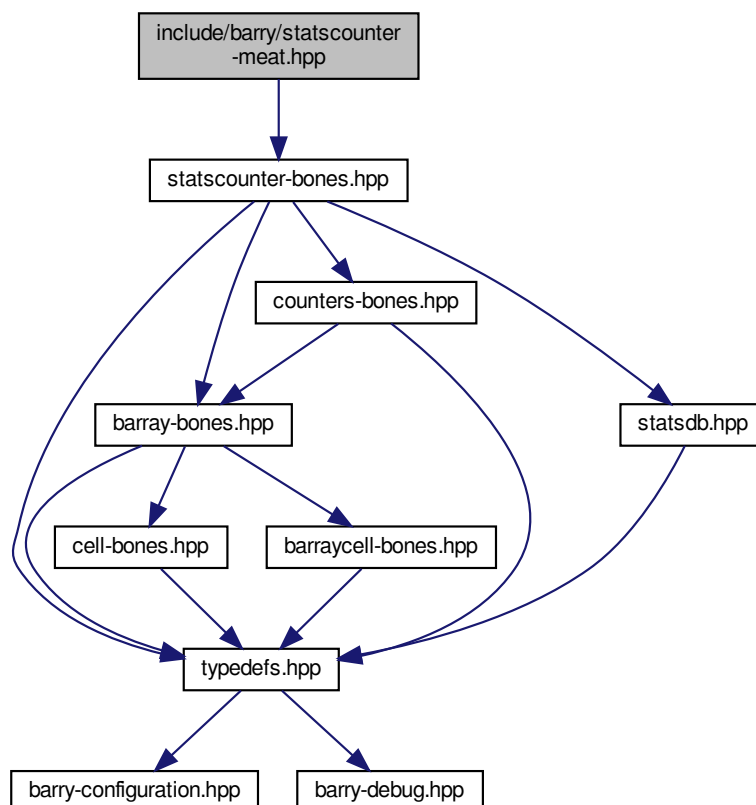 include/barry/statscounter
-meat.hpp
statscounter-bones.hpp
counters-bones.hpp
barray-bones.hpp
statsdb.hpp
cell-bones.hpp
barraycell-bones.hpp
typedefs.hpp
barry-configuration.hpp
barry-debug.hpp